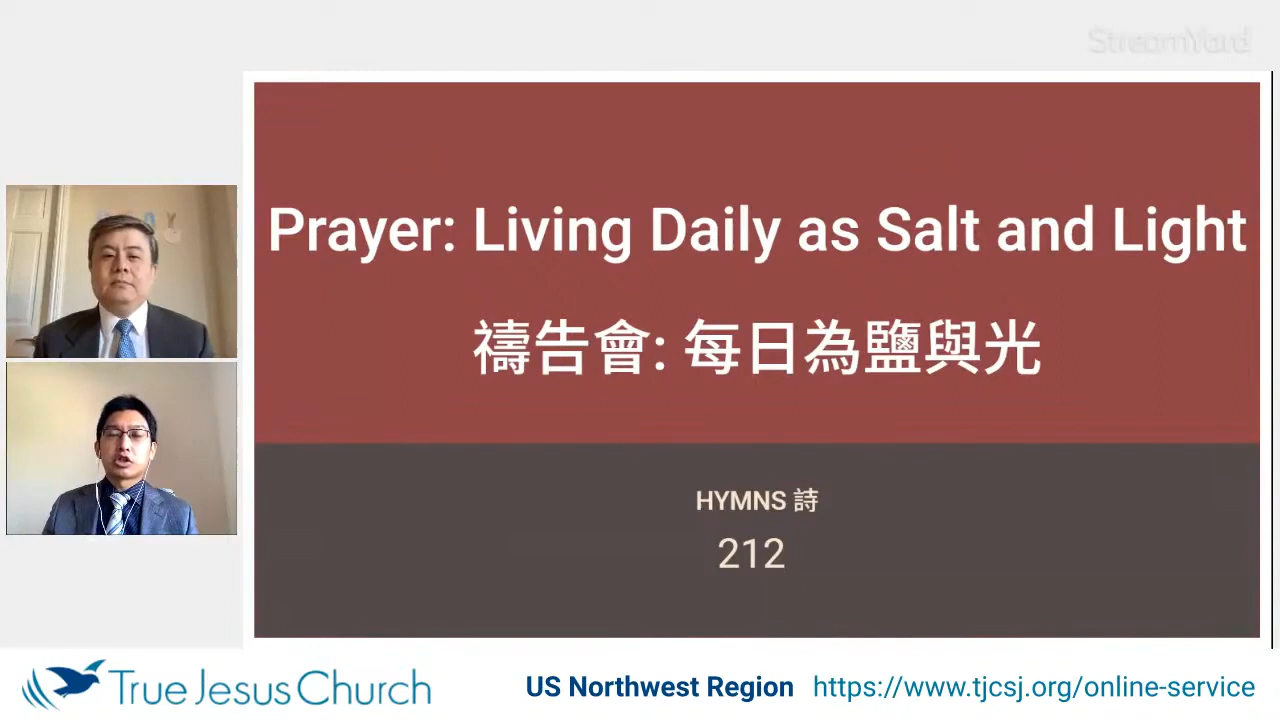 StreamYard
Prayer: Living Daily as Salt and Light
禱告會: 每日為鹽與光
HYMNS 詩
212
True Jesus Church
US Northwest Region https://www.tjcsj.org/online-service